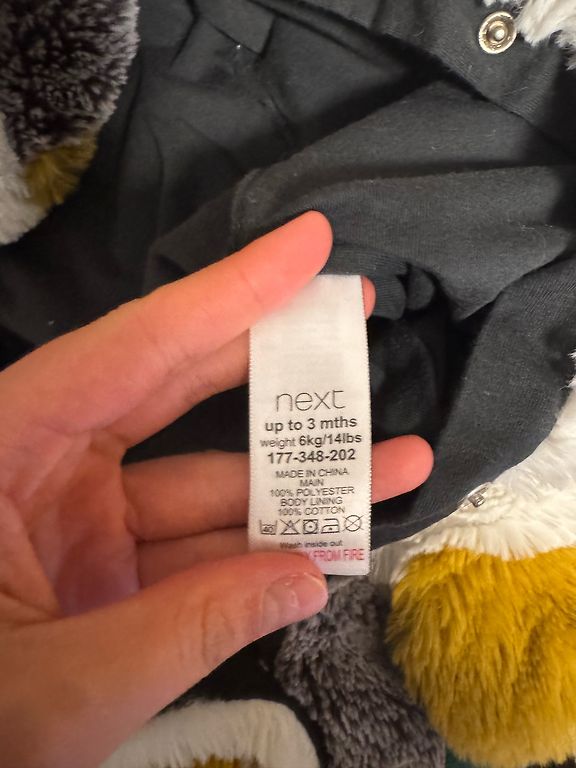 next
up to 3 mths
weight 6kg/14lbs
177-348-202
MADE IN CHINA
MAIN
100% POLYESTER
BODY LINING
100% COTTON
40
Wash inside out
FROM FIRE